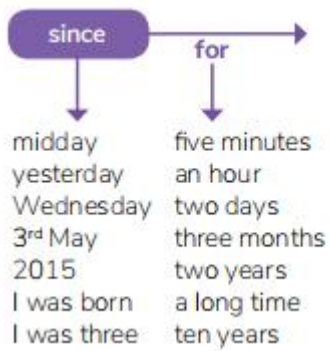 since
for
midday five minutes
yesterday an hour
Wednesday two days
3rd May three months
2015 two years
I was born a long time
I was three ten years